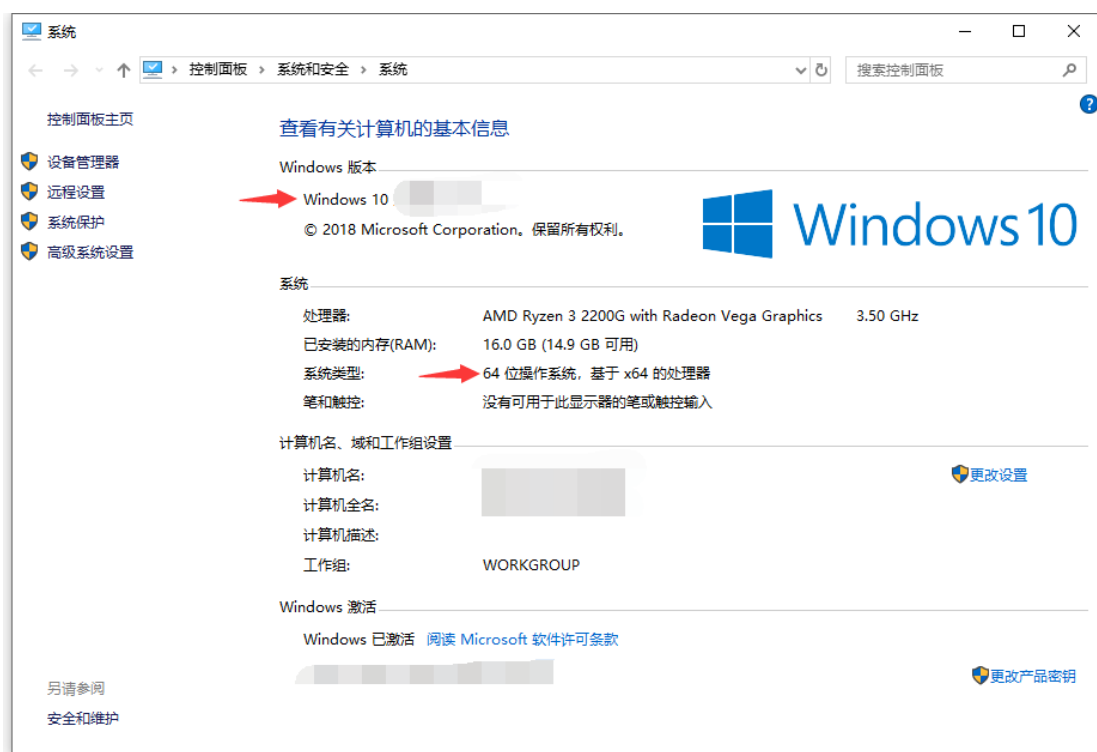 系统
控制面板 › 系统和安全 › 系统
搜索控制面板
?
控制面板主页
设备管理器
远程设置
系统保护
高级系统设置
查看有关计算机的基本信息
Windows 版本
Windows 10
© 2018 Microsoft Corporation。保留所有权利。
Windows 10
系统
处理器: AMD Ryzen 3 2200G with Radeon Vega Graphics 3.50 GHz
已安装的内存(RAM): 16.0 GB (14.9 GB 可用)
系统类型: 64 位操作系统, 基于 x64 的处理器
笔和触控: 没有可用于此显示器的笔或触控输入
计算机名、域和工作组设置
计算机名:
更改设置
计算机全名:
计算机描述:
工作组: WORKGROUP
Windows 激活
Windows 已激活 阅读 Microsoft 软件许可条款
更改产品密钥
另请参阅
安全和维护